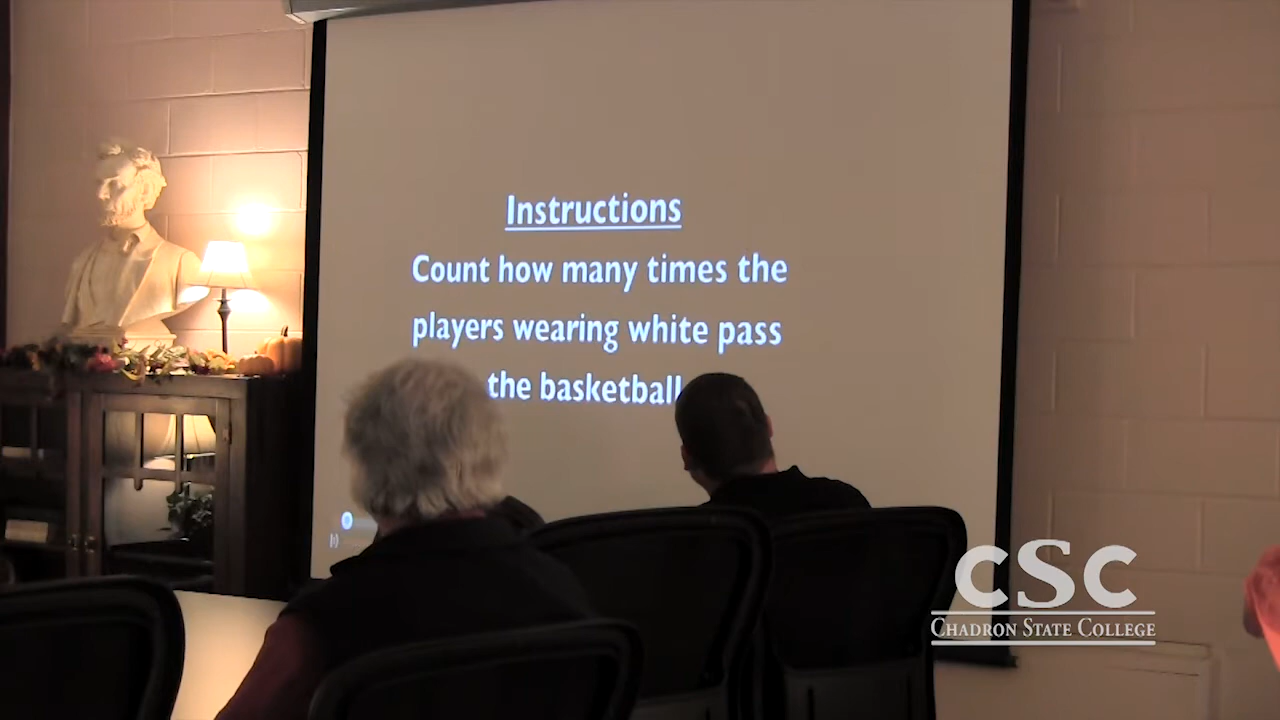 Instructions
Count how many times the
players wearing white pass
the basketball
CSC
CHADRON STATE COLLEGE